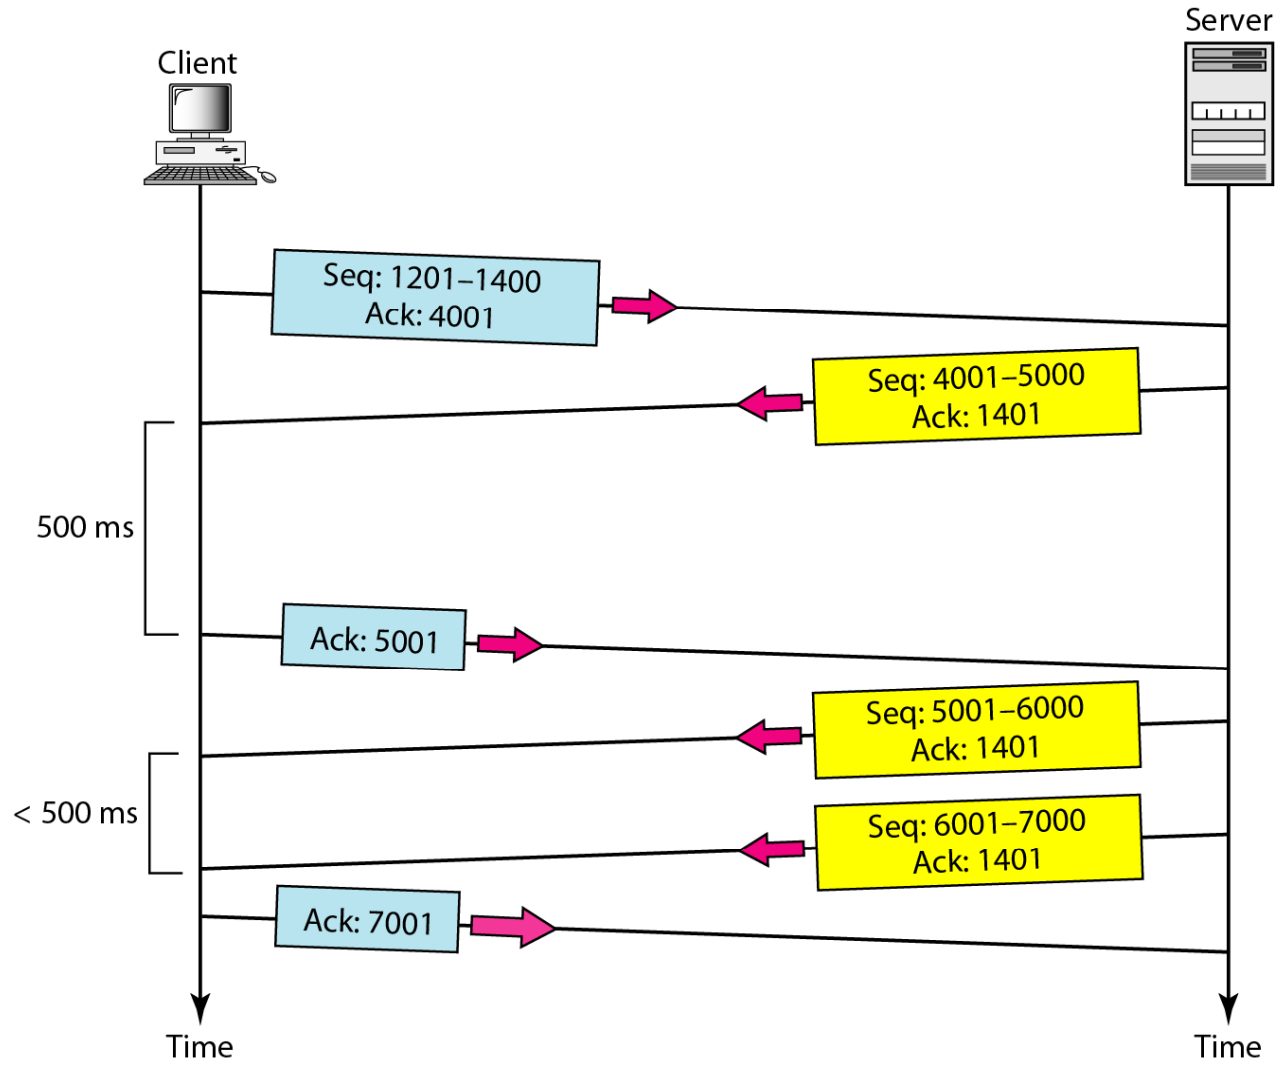 Server
Client
Seq: 1201–1400
Ack: 4001
Seq: 4001–5000
Ack: 1401
500 ms
Ack: 5001
Seq: 5001–6000
Ack: 1401
< 500 ms
Seq: 6001–7000
Ack: 1401
Ack: 7001
Time
Time